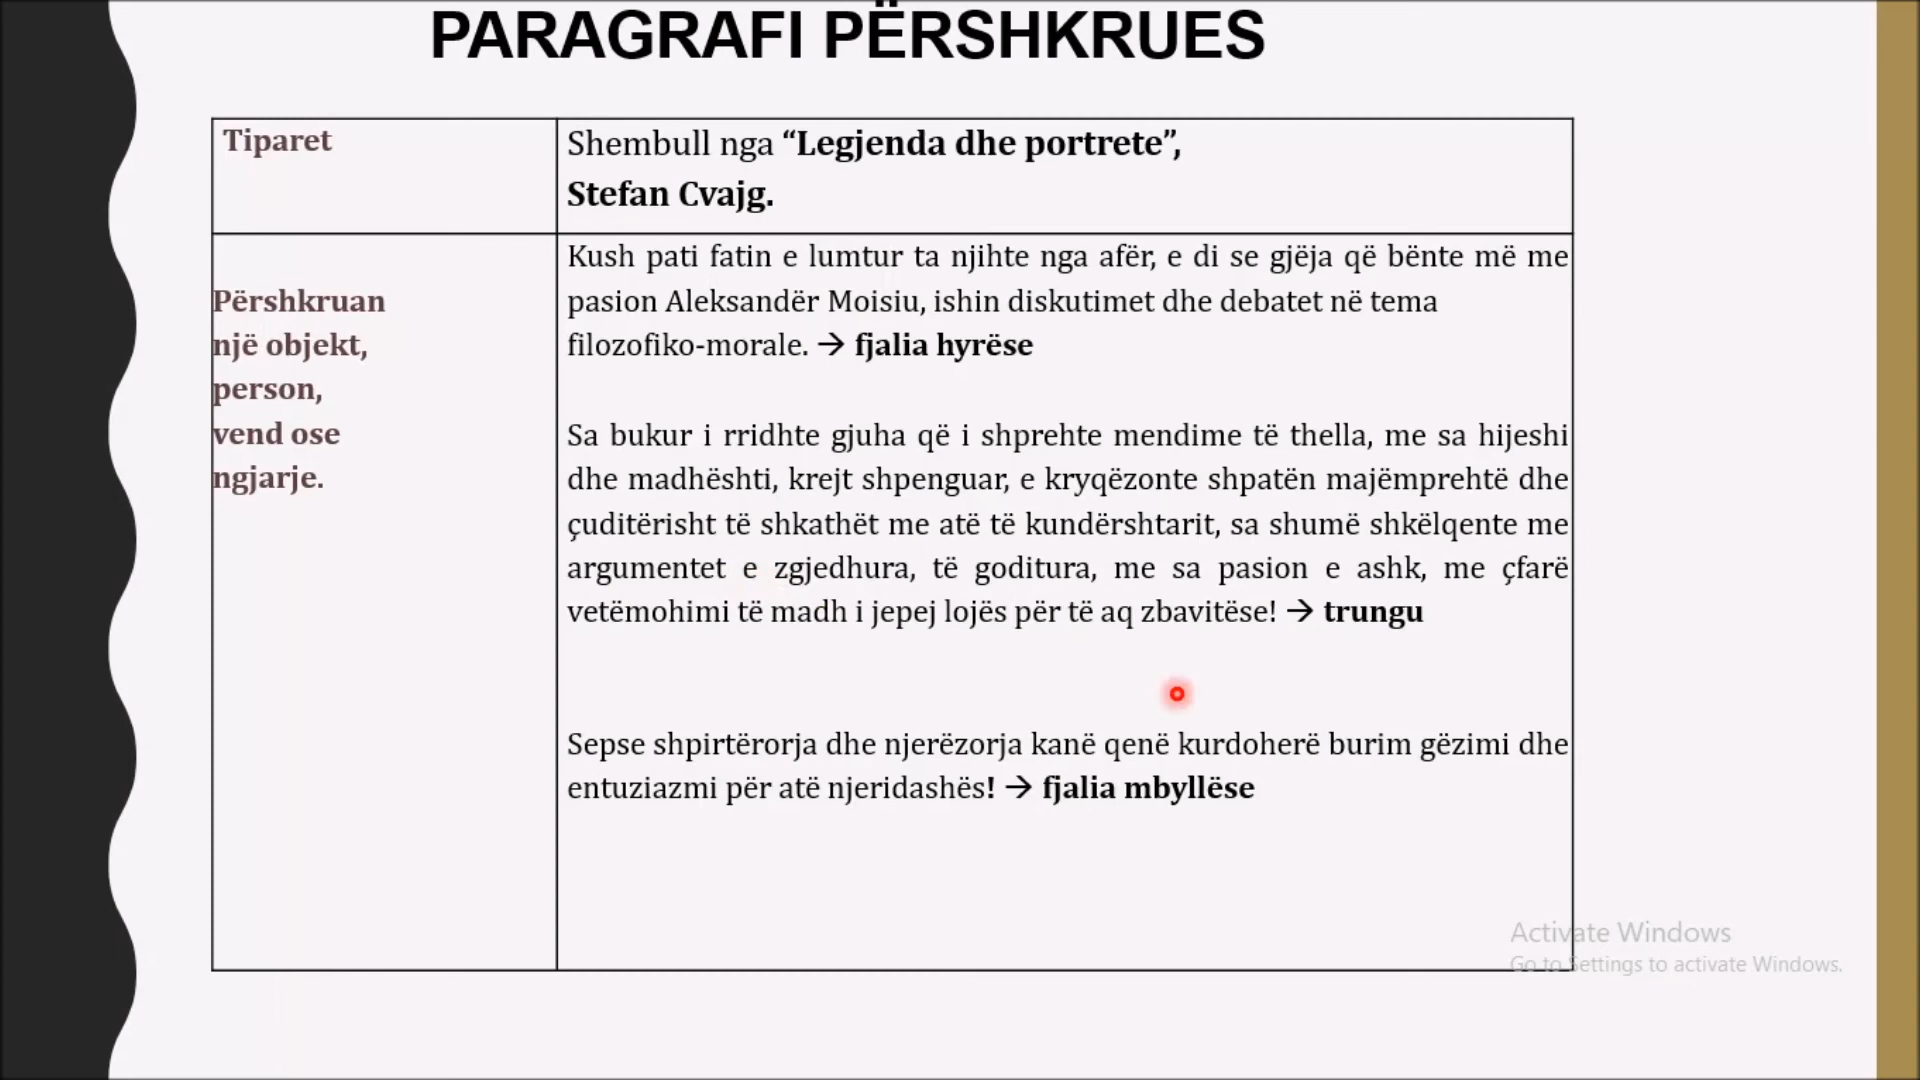 PARAGRAFI PËRSHKRUES
Tiparet
Shembull nga “Legjenda dhe portrete”,
Stefan Cvajg.
Përshkruan
një objekt,
person,
vend ose
ngjarje.
Kush pati fatin e lumtur ta njihte nga afër, e di se gjëja që bënte më me
pasion Aleksandër Moisiu, ishin diskutimet dhe debatet në tema
filozofiko-morale. → fjalia hyrëse
Sa bukur i rridhte gjuha që i shprehte mendime të thella, me sa hijeshi
dhe madhështi, krejt shpenguar, e kryqëzonte shpatën majëmprehtë dhe
çuditërisht të shkathët me atë të kundërshtarit, sa shumë shkëlqente me
argumentet e zgjedhura, të goditura, me sa pasion e ashk, me çfarë
vetëmohimi të madh i jepej lojës për të aq zbavitëse! → trungu
Sepse shpirtërorja dhe njerëzorja kanë qenë kurdoherë burim gëzimi dhe
entuziazmi për atë njeridashës! → fjalia mbyllëse
Activate Windows
Go to Settings to activate Windows.